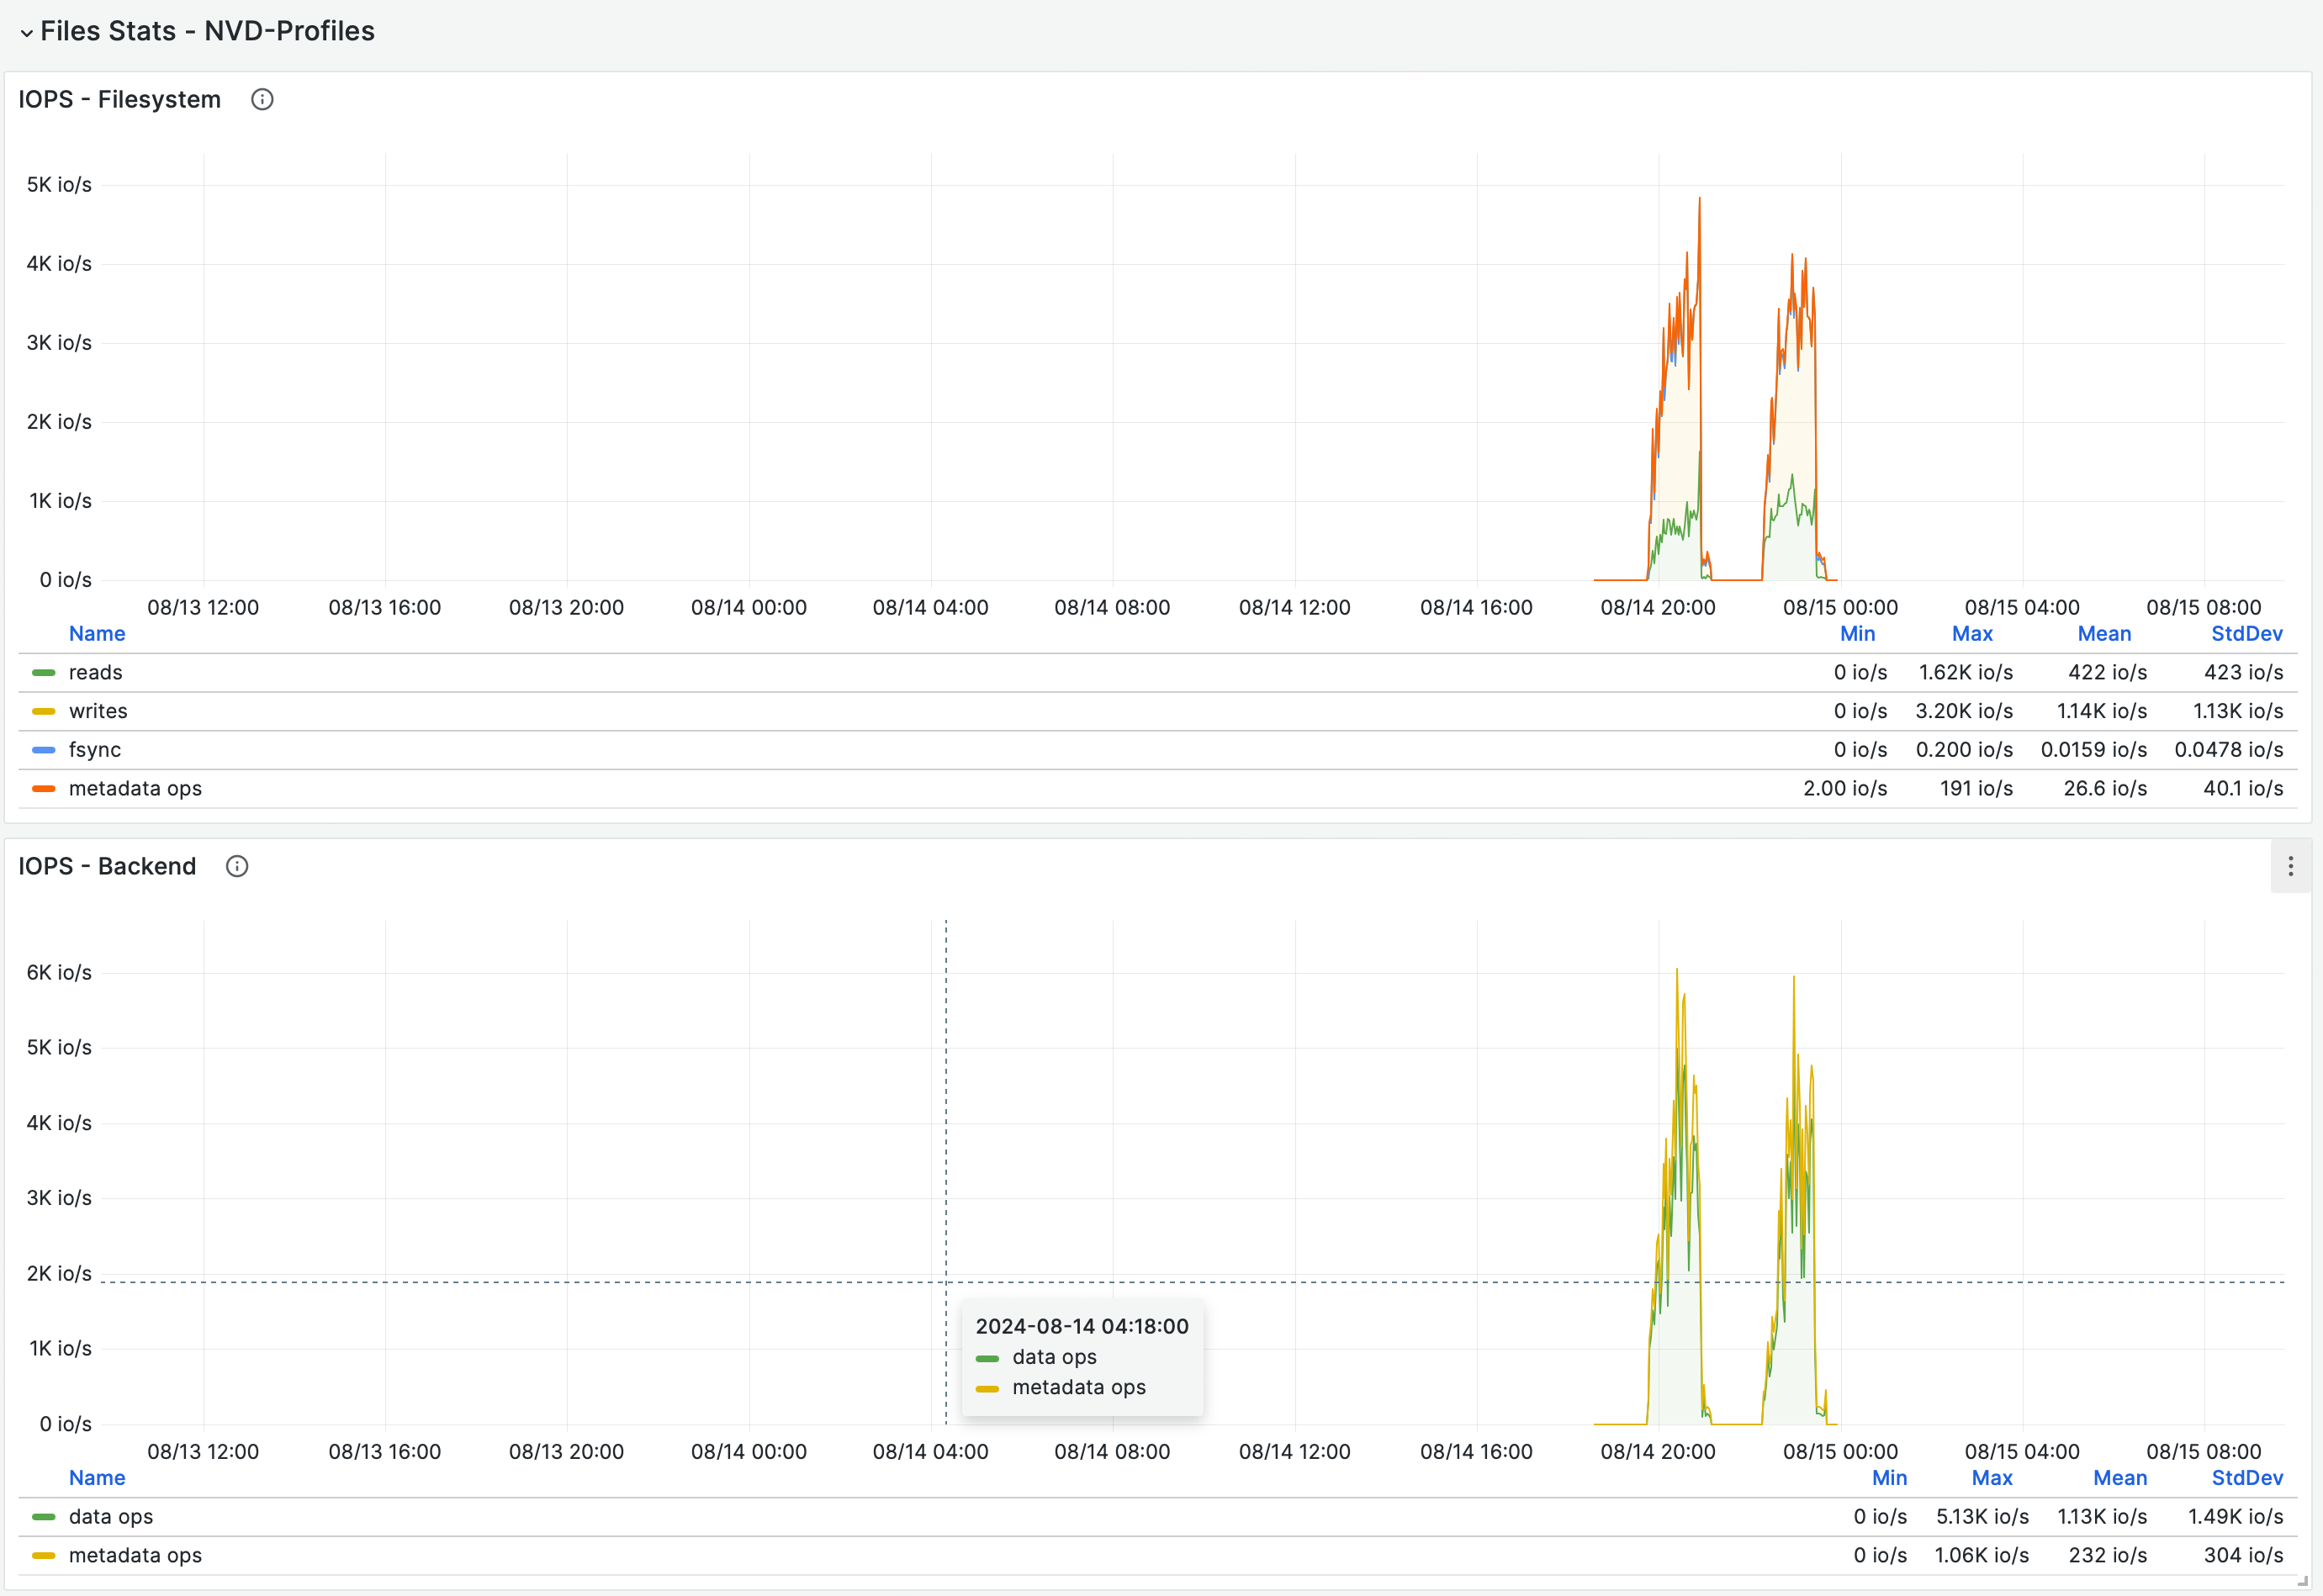 Files Stats - NVD-Profiles
IOPS - Filesystem
5K io/s
4K io/s
3K io/s
2K io/s
1K io/s
0 io/s
08/13 12:00 08/13 16:00 08/13 20:00 08/14 00:00 08/14 04:00 08/14 08:00 08/14 12:00 08/14 16:00 08/14 20:00 08/15 00:00 08/15 04:00 08/15 08:00
Name Min Max Mean StdDev
reads 0 io/s 1.62K io/s 422 io/s 423 io/s
writes 0 io/s 3.20K io/s 1.14K io/s 1.13K io/s
fsync 0 io/s 0.200 io/s 0.0159 io/s 0.0478 io/s
metadata ops 2.00 io/s 191 io/s 26.6 io/s 40.1 io/s
IOPS - Backend
6K io/s
5K io/s
4K io/s
3K io/s
2K io/s
1K io/s
0 io/s
2024-08-14 04:18:00
data ops
metadata ops
08/13 12:00 08/13 16:00 08/13 20:00 08/14 00:00 08/14 04:00 08/14 08:00 08/14 12:00 08/14 16:00 08/14 20:00 08/15 00:00 08/15 04:00 08/15 08:00
Name Min Max Mean StdDev
data ops 0 io/s 5.13K io/s 1.13K io/s 1.49K io/s
metadata ops 0 io/s 1.06K io/s 232 io/s 304 io/s